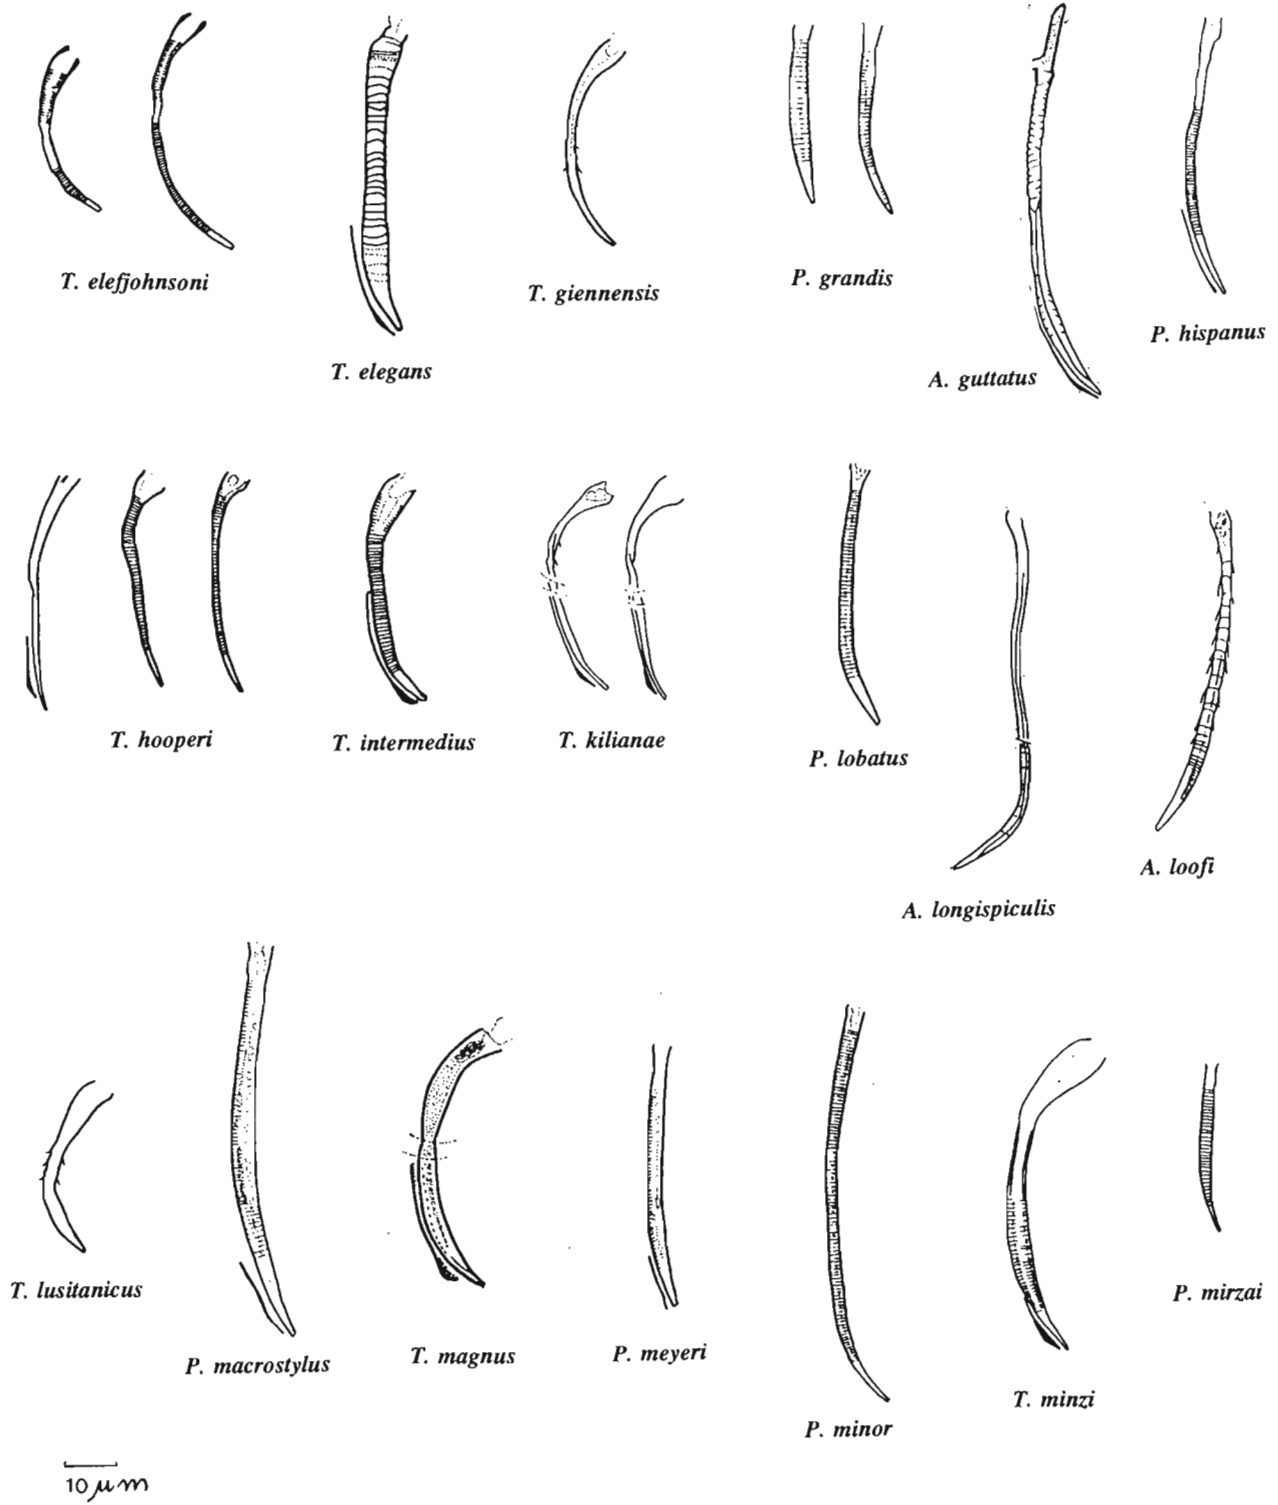 T. elefjohnsoni
T. elegans
T. giennensis
P. grandis
A. guttatus
P. hispanus
T. hooperi
T. intermedius
T. kilianae
P. lobatus
A. longispiculis
A. loofi
T. lusitanicus
P. macrostylus
T. magnus
P. meyeri
P. minor
T. minzi
P. mirzai
10 μm